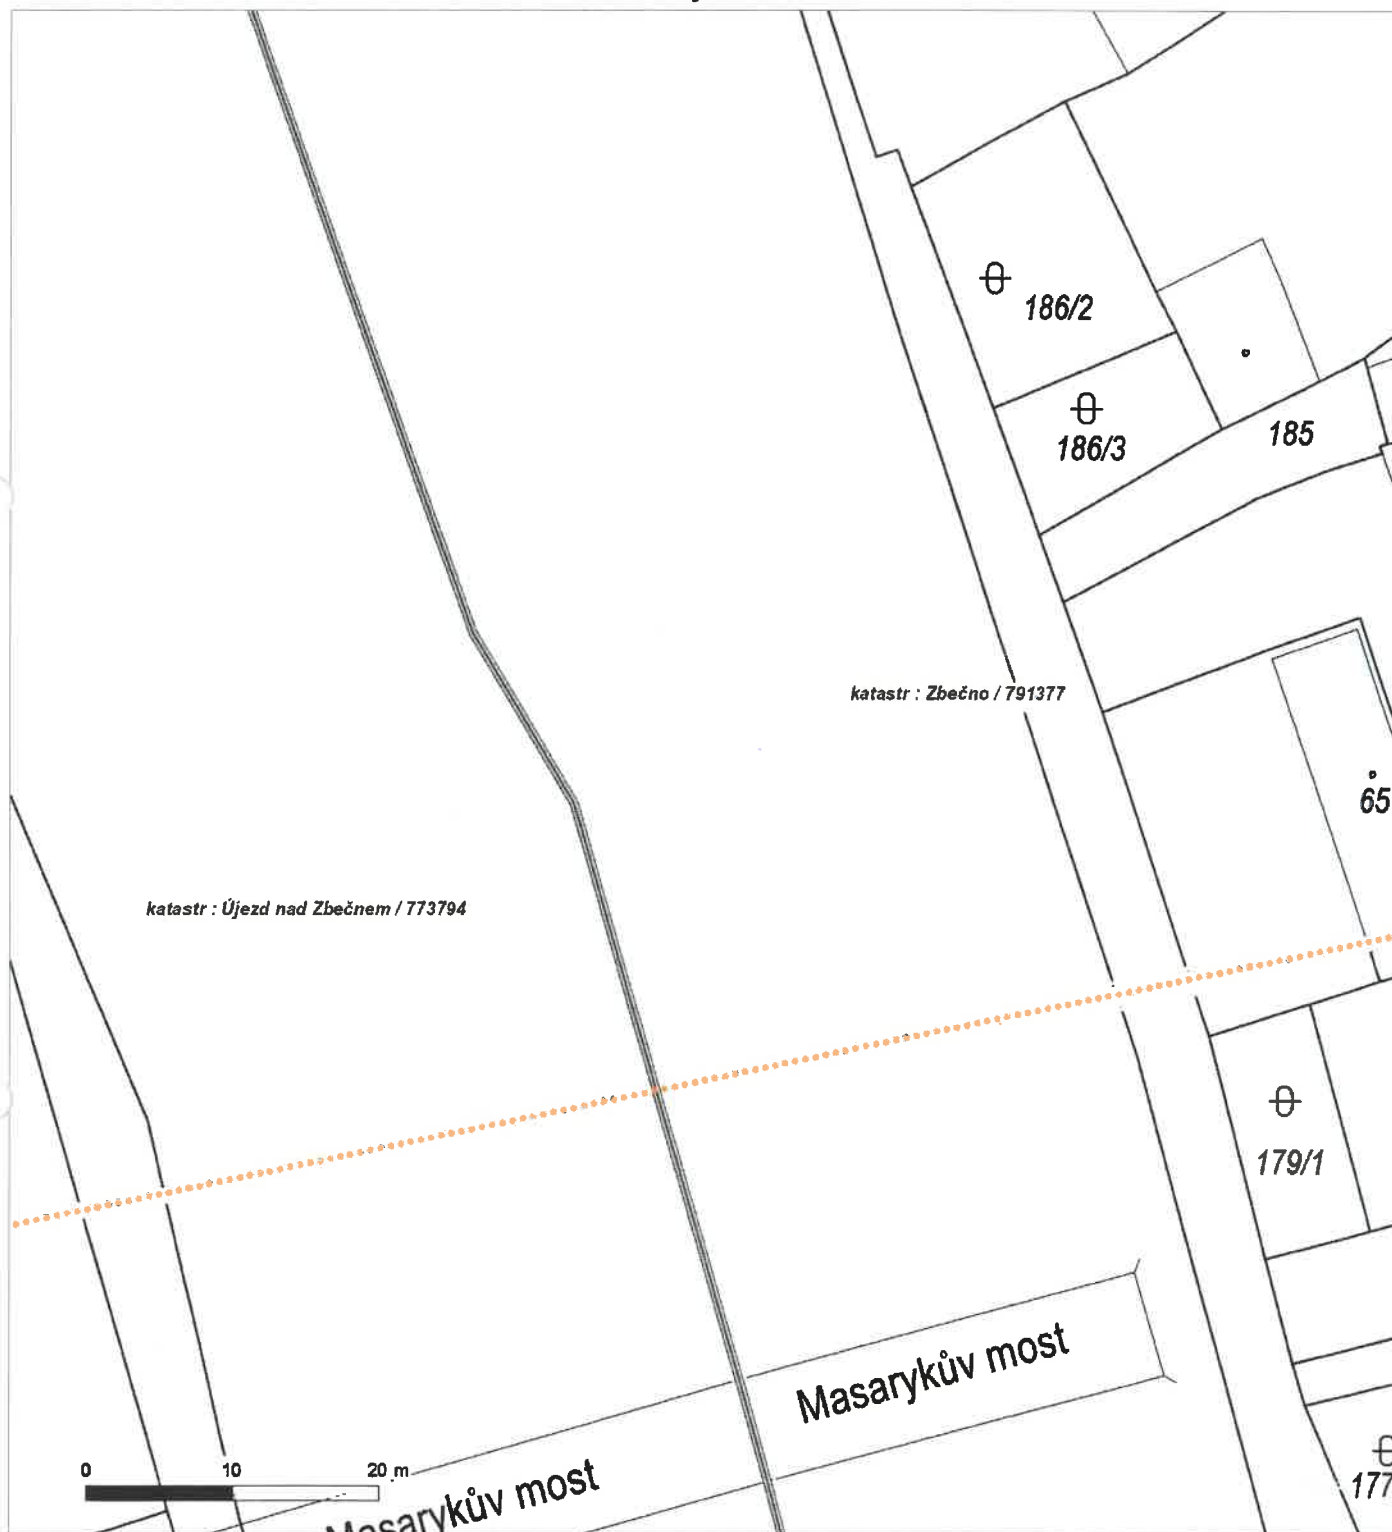 186/2
186/3
185
katastr : Zbečno / 791377
65
katastr : Újezd nad Zbečnem / 773794
179/1
Masarykův most
0 10 20 m
Masarykův most
177